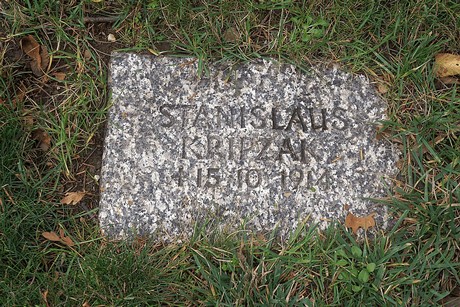 STANISLAUS
KRIPZAK
† 15.10.1914